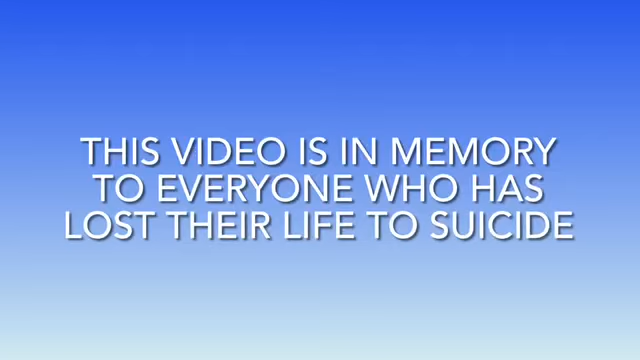 THIS VIDEO IS IN MEMORY
TO EVERYONE WHO HAS
LOST THEIR LIFE TO SUICIDE